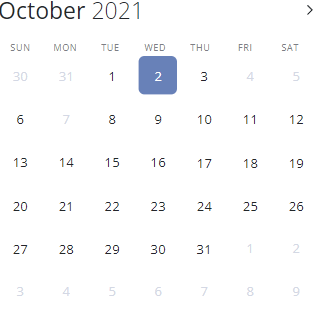 October 2021 >
SUN MON TUE WED THU FRI SAT
30 31 1 2 3 4 5
6 7 8 9 10 11 12
13 14 15 16 17 18 19
20 21 22 23 24 25 26
27 28 29 30 31 1 2
3 4 5 6 7 8 9